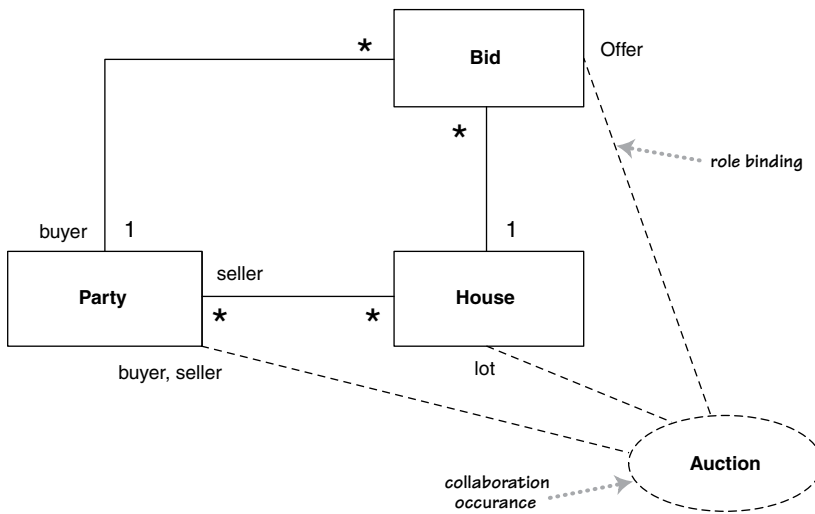 *
Bid
Offer
*
role binding
buyer
1
1
seller
Party
House
*
*
buyer, seller
lot
Auction
collaboration
occurance